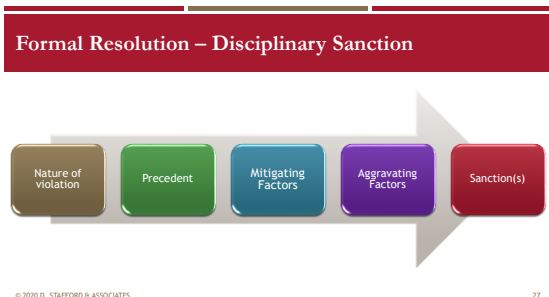 Formal Resolution – Disciplinary Sanction
Nature of
violation
Precedent
Mitigating
Factors
Aggravating
Factors
Sanction(s)
© 2020 D. STAFFORD & ASSOCIATES
27